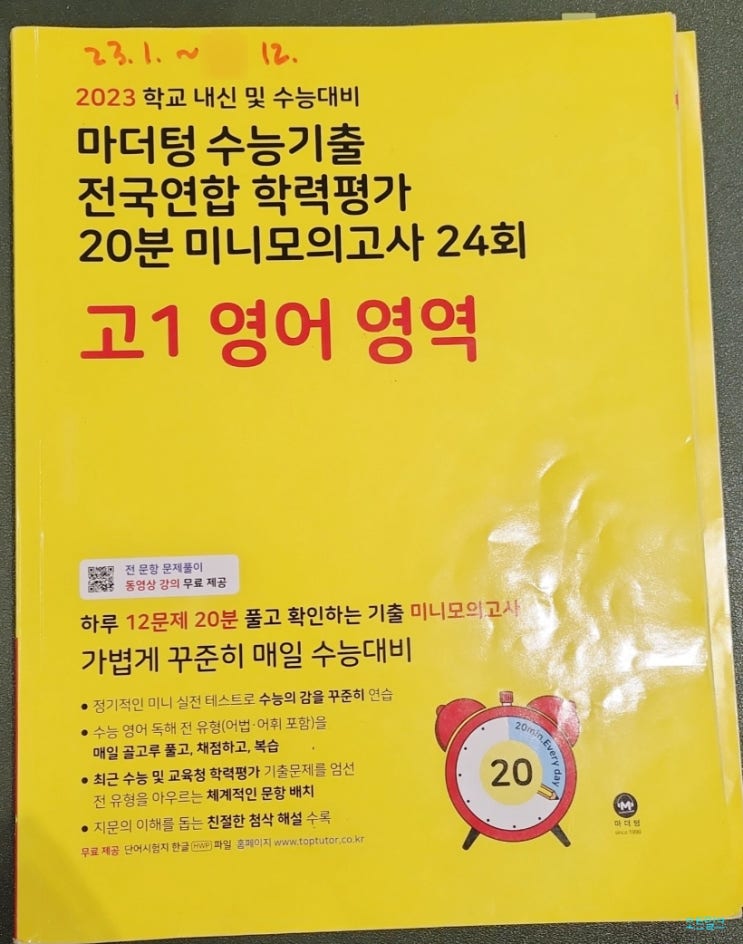 23.1. ~ 12.
2023 학교 내신 및 수능대비
마더텅 수능기출
전국연합 학력평가
20분 미니모의고사 24회
고1 영어 영역
전 문항 문제풀이
동영상 강의 무료 제공
하루 12문제 20분 풀고 확인하는 기출 미니모의고사
가볍게 꾸준히 매일 수능대비
• 정기적인 미니 실전 테스트로 수능의 감을 꾸준히 연습
• 수능 영어 독해 전 유형(어법·어휘 포함)을
매일 골고루 풀고, 채점하고, 복습
• 최근 수능 및 교육청 학력평가 기출문제를 엄선
전 유형을 아우르는 체계적인 문항 배치
• 지문의 이해를 돕는 친절한 첨삭 해설 수록
무료 제공 단어시험지 한글 HWP 파일 홈페이지 www.toptutor.co.kr
20min. Every day
20
마더텅
since 1999